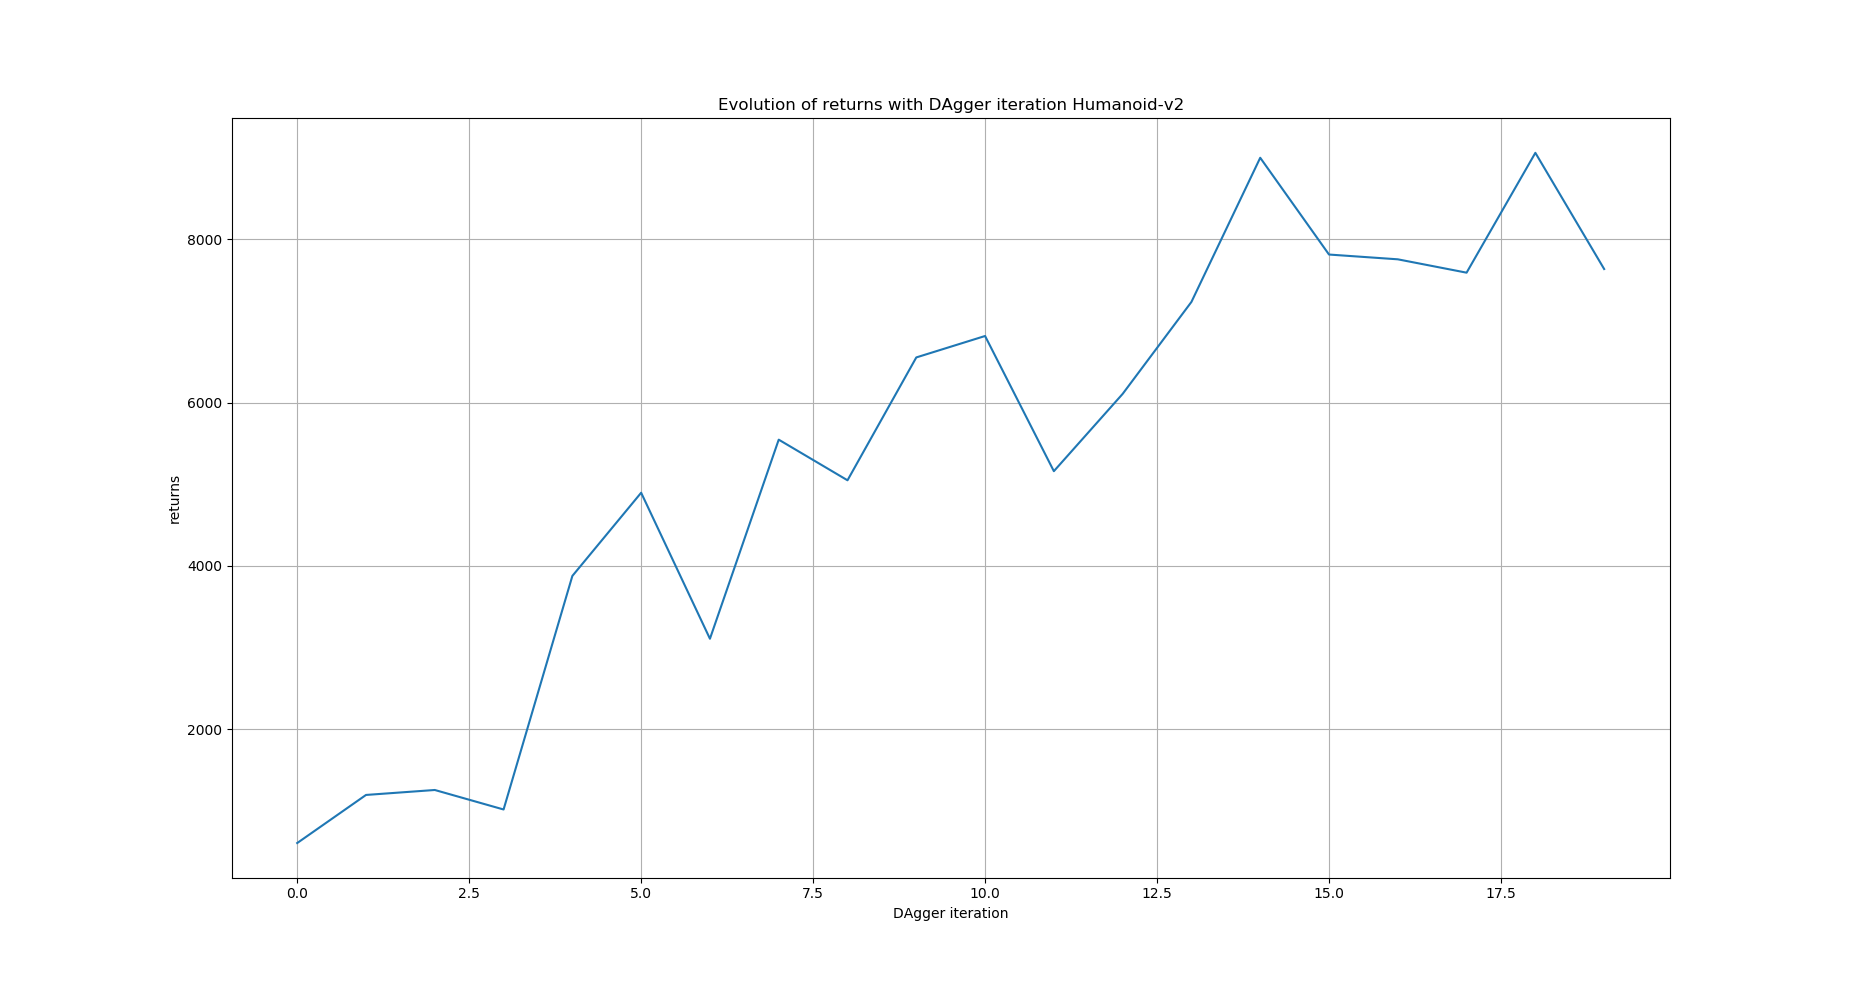 Evolution of returns with DAgger iteration Humanoid-v2
8000
6000
4000
2000
returns
0.0 2.5 5.0 7.5 10.0 12.5 15.0 17.5
DAgger iteration